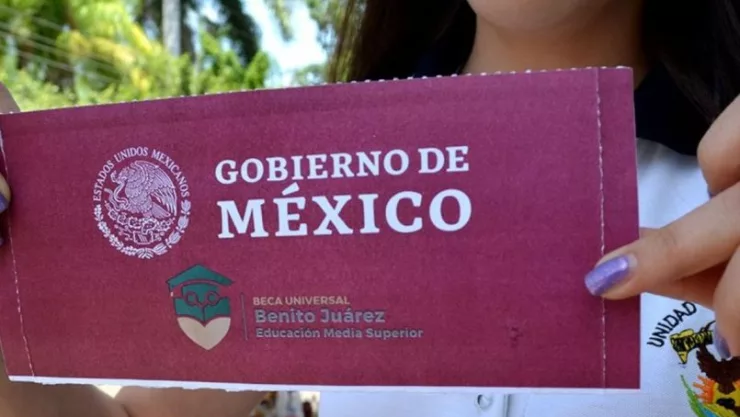 ESTADOS UNIDOS MEXICANOS
GOBIERNO DE
MÉXICO
BECA UNIVERSAL
Benito Juárez
Educación Media Superior
UNIDAD